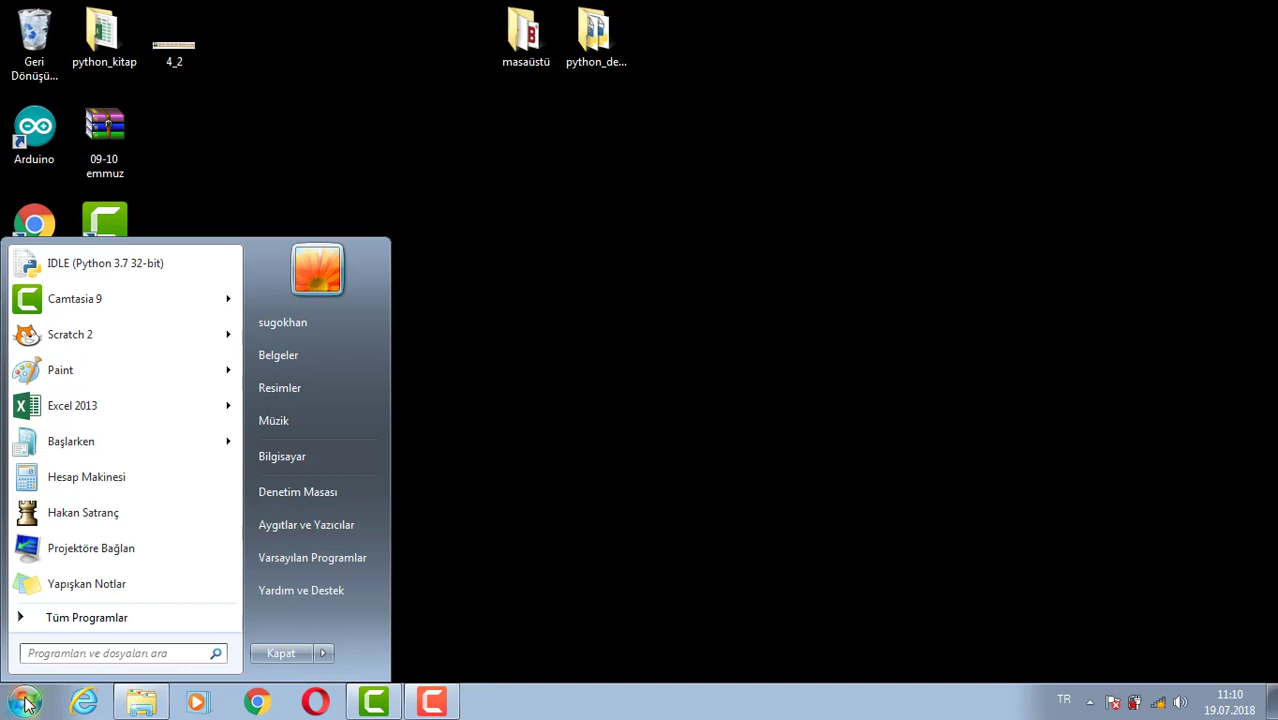 Geri
Dönüşü...
python_kitap
4_2
masaüstü
python_de...
Arduino
09-10
emmuz
IDLE (Python 3.7 32-bit)
Camtasia 9
Scratch 2
Paint
Excel 2013
Başlarken
Hesap Makinesi
Hakan Satranç
Projektöre Bağlan
Yapışkan Notlar
Tüm Programlar
Programları ve dosyaları ara
sugokhan
Belgeler
Resimler
Müzik
Bilgisayar
Denetim Masası
Aygıtlar ve Yazıcılar
Varsayılan Programlar
Yardım ve Destek
Kapat
TR
11:10
19.07.2018